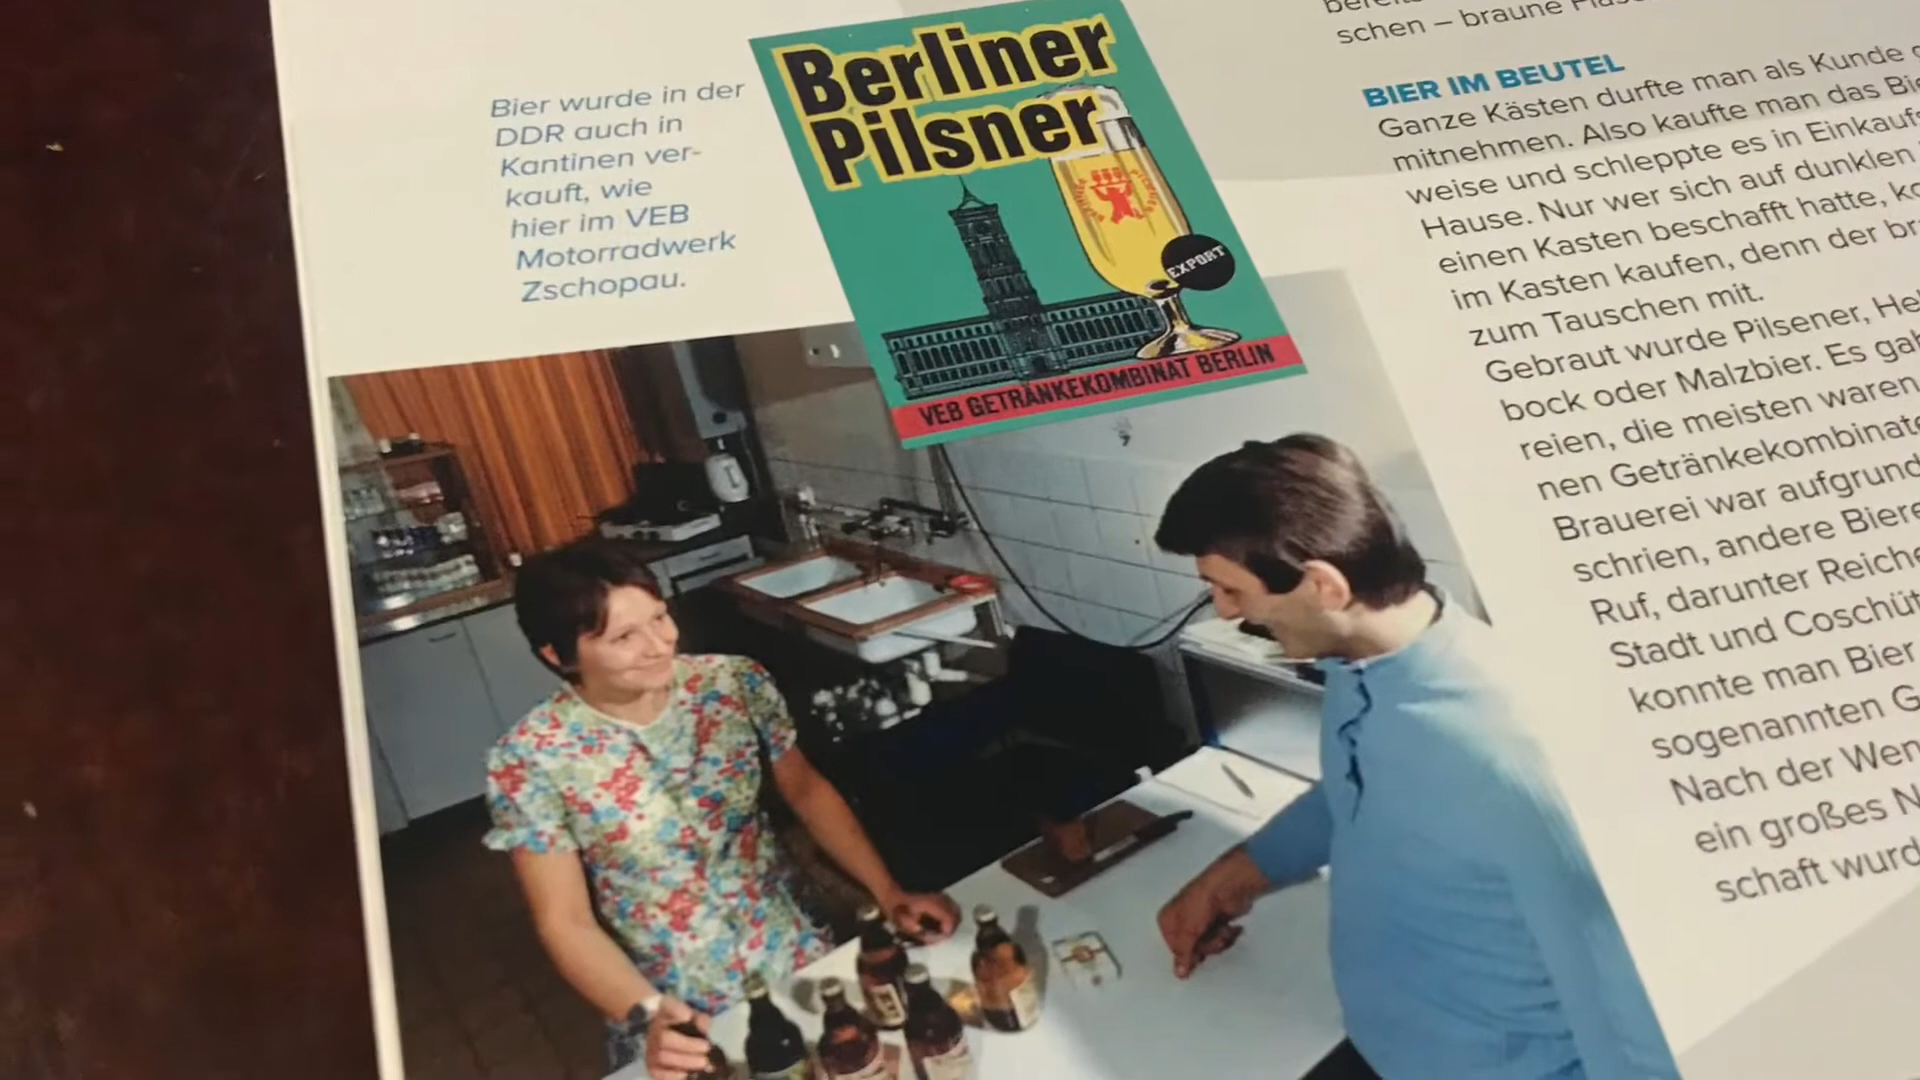 Bier wurde in der
DDR auch in
Kantinen ver-
kauft, wie
hier im VEB
Motorradwerk
Zschopau.
Berliner
Pilsner
EXPORT
VEB GETRÄNKEKOMBINAT BERLIN
schen – braune
BIER IM BEUTEL
Ganze Kästen durfte man als Kunde
mitnehmen. Also kaufte man das
weise und schleppte es in
Hause. Nur wer sich auf dunklen
einen Kasten beschafft hatte,
im Kasten kaufen, denn der
zum Tauschen mit.
Gebraut wurde Pilsener,
bock oder Malzbier. Es
reien, die meisten waren
nen
Brauerei war
schrien, andere
Ruf, darunter
Stadt und
konnte man Bier
sogenannten
Nach der
ein großes
schaft